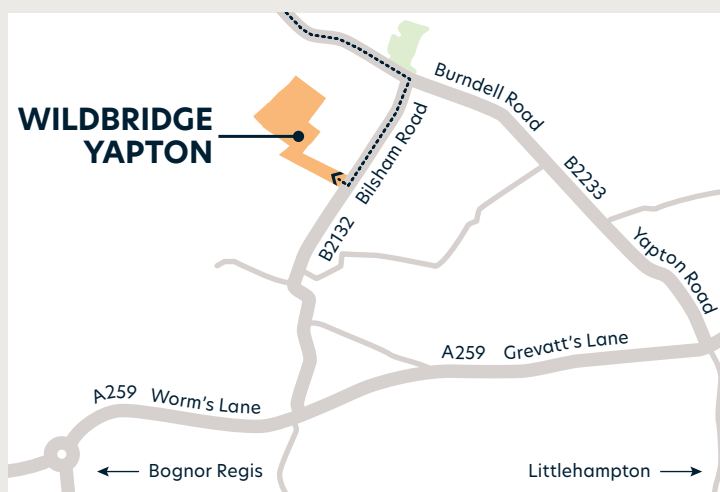 WILDBRIDGE
YAPTON
Burndell Road
B2233
Yapton Road
Bilsham Road
B2132
A259 Grevatt's Lane
A259 Worm's Lane
Bognor Regis
Littlehampton